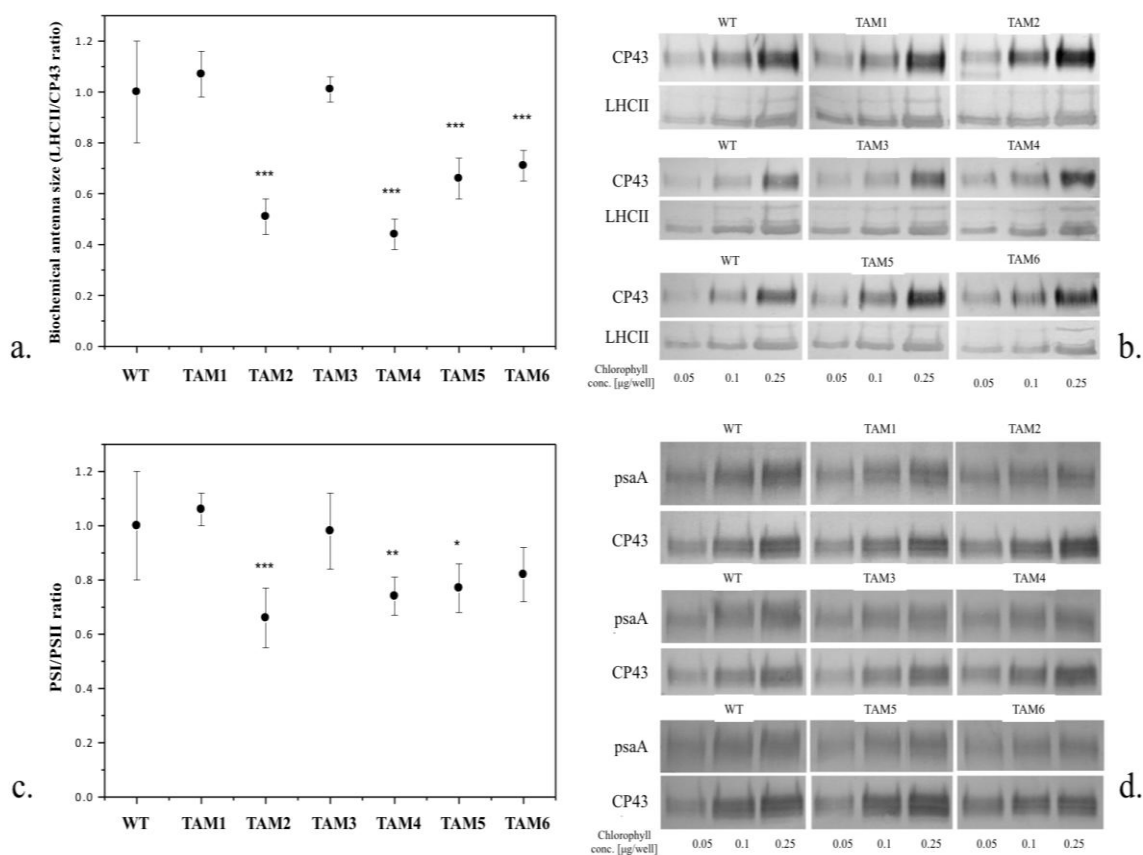 Biochemical antenna size (LHCII/CP43 ratio)
1.2
1.0
0.8
0.6
0.4
0.2
0.0
***
***
***
***
WT TAM1 TAM2 TAM3 TAM4 TAM5 TAM6
a.
WT TAM1 TAM2
CP43
LHCII
WT TAM3 TAM4
CP43
LHCII
WT TAM5 TAM6
CP43
LHCII
Chlorophyll
conc. [µg/well]
0.05 0.1 0.25 0.05 0.1 0.25 0.05 0.1 0.25
b.
PSI/PSII ratio
1.2
1.0
0.8
0.6
0.4
0.2
0.0
***
**
*
WT TAM1 TAM2 TAM3 TAM4 TAM5 TAM6
c.
WT TAM1 TAM2
psaA
CP43
WT TAM3 TAM4
psaA
CP43
WT TAM5 TAM6
psaA
CP43
Chlorophyll
conc. [µg/well]
0.05 0.1 0.25 0.05 0.1 0.25 0.05 0.1 0.25
d.